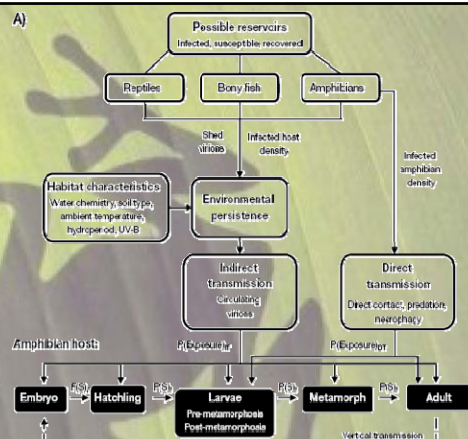 A)
Possible reservoirs
Infected, susceptible, recovered
Reptiles
Bony fish
Amphibians
Shed virions
Infected host density
Infected amphibian density
Habitat characteristics
Water chemistry, soil type,
ambient temperature,
hydroperiod, UV-B
Environmental
persistence
Indirect
transmission
Circulating
virions
Direct
transmission
Direct contact, predation,
necrophagy
Amphibian host:
P(Exposure)
P(Exposure)
Embryo
P(S)
Hatchling
P(S)
Larvae
Pre-metamorphosis
Post-metamorphosis
P(S)
Metamorph
P(S)
Adult
Vertical transmission